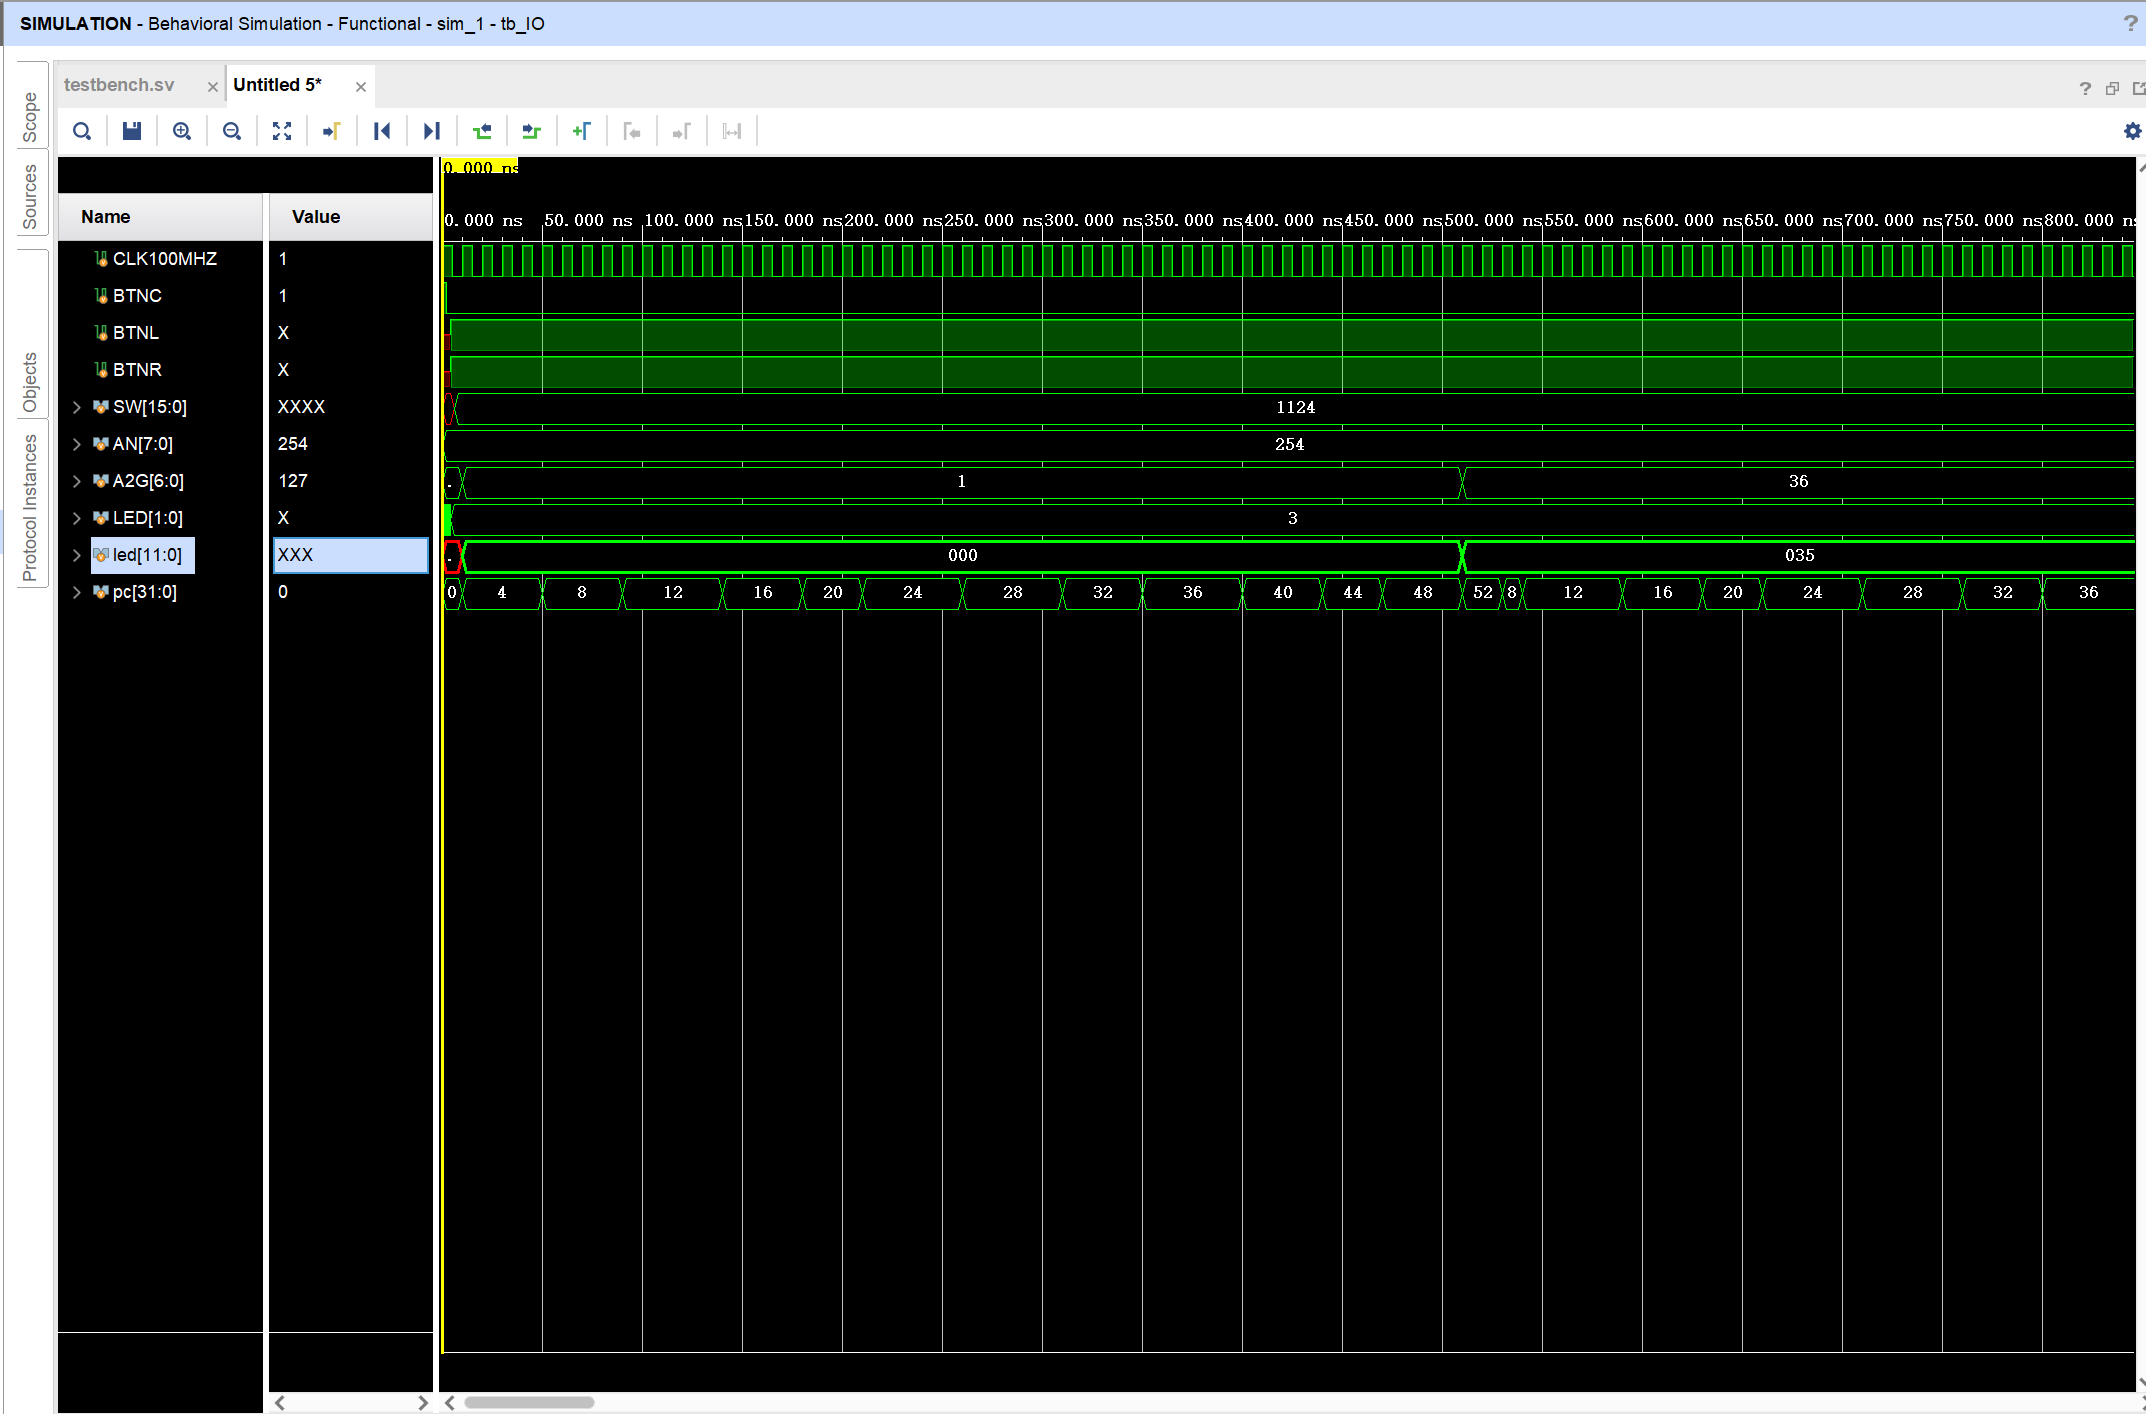 SIMULATION - Behavioral Simulation - Functional - sim_1 - tb_IO ?
Scope
Sources
Objects
Protocol Instances
testbench.sv × Untitled 5* × ?
0.000 ns
Name Value
0.000 ns 50.000 ns 100.000 ns 150.000 ns 200.000 ns 250.000 ns 300.000 ns 350.000 ns 400.000 ns 450.000 ns 500.000 ns 550.000 ns 600.000 ns 650.000 ns 700.000 ns 750.000 ns 800.000 ns
CLK100MHZ 1
BTNC 1
BTNL X
BTNR X
SW[15:0] XXXX 1124
AN[7:0] 254 254
A2G[6:0] 127 . 1 36
LED[1:0] X 3
led[11:0] XXX . 000 035
pc[31:0] 0 0 4 8 12 16 20 24 28 32 36 40 44 48 52 8 12 16 20 24 28 32 36